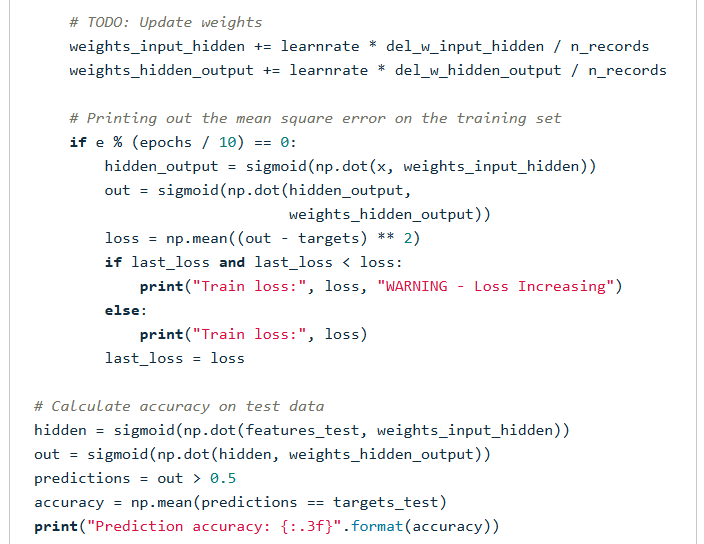 # TODO: Update weights
weights_input_hidden += learnrate * del_w_input_hidden / n_records
weights_hidden_output += learnrate * del_w_hidden_output / n_records
# Printing out the mean square error on the training set
if e % (epochs / 10) == 0:
hidden_output = sigmoid(np.dot(x, weights_input_hidden))
out = sigmoid(np.dot(hidden_output,
weights_hidden_output))
loss = np.mean((out - targets) ** 2)
if last_loss and last_loss < loss:
print("Train loss:", loss, "WARNING - Loss Increasing")
else:
print("Train loss:", loss)
last_loss = loss
# Calculate accuracy on test data
hidden = sigmoid(np.dot(features_test, weights_input_hidden))
out = sigmoid(np.dot(hidden, weights_hidden_output))
predictions = out > 0.5
accuracy = np.mean(predictions == targets_test)
print("Prediction accuracy: {:.3f}".format(accuracy))